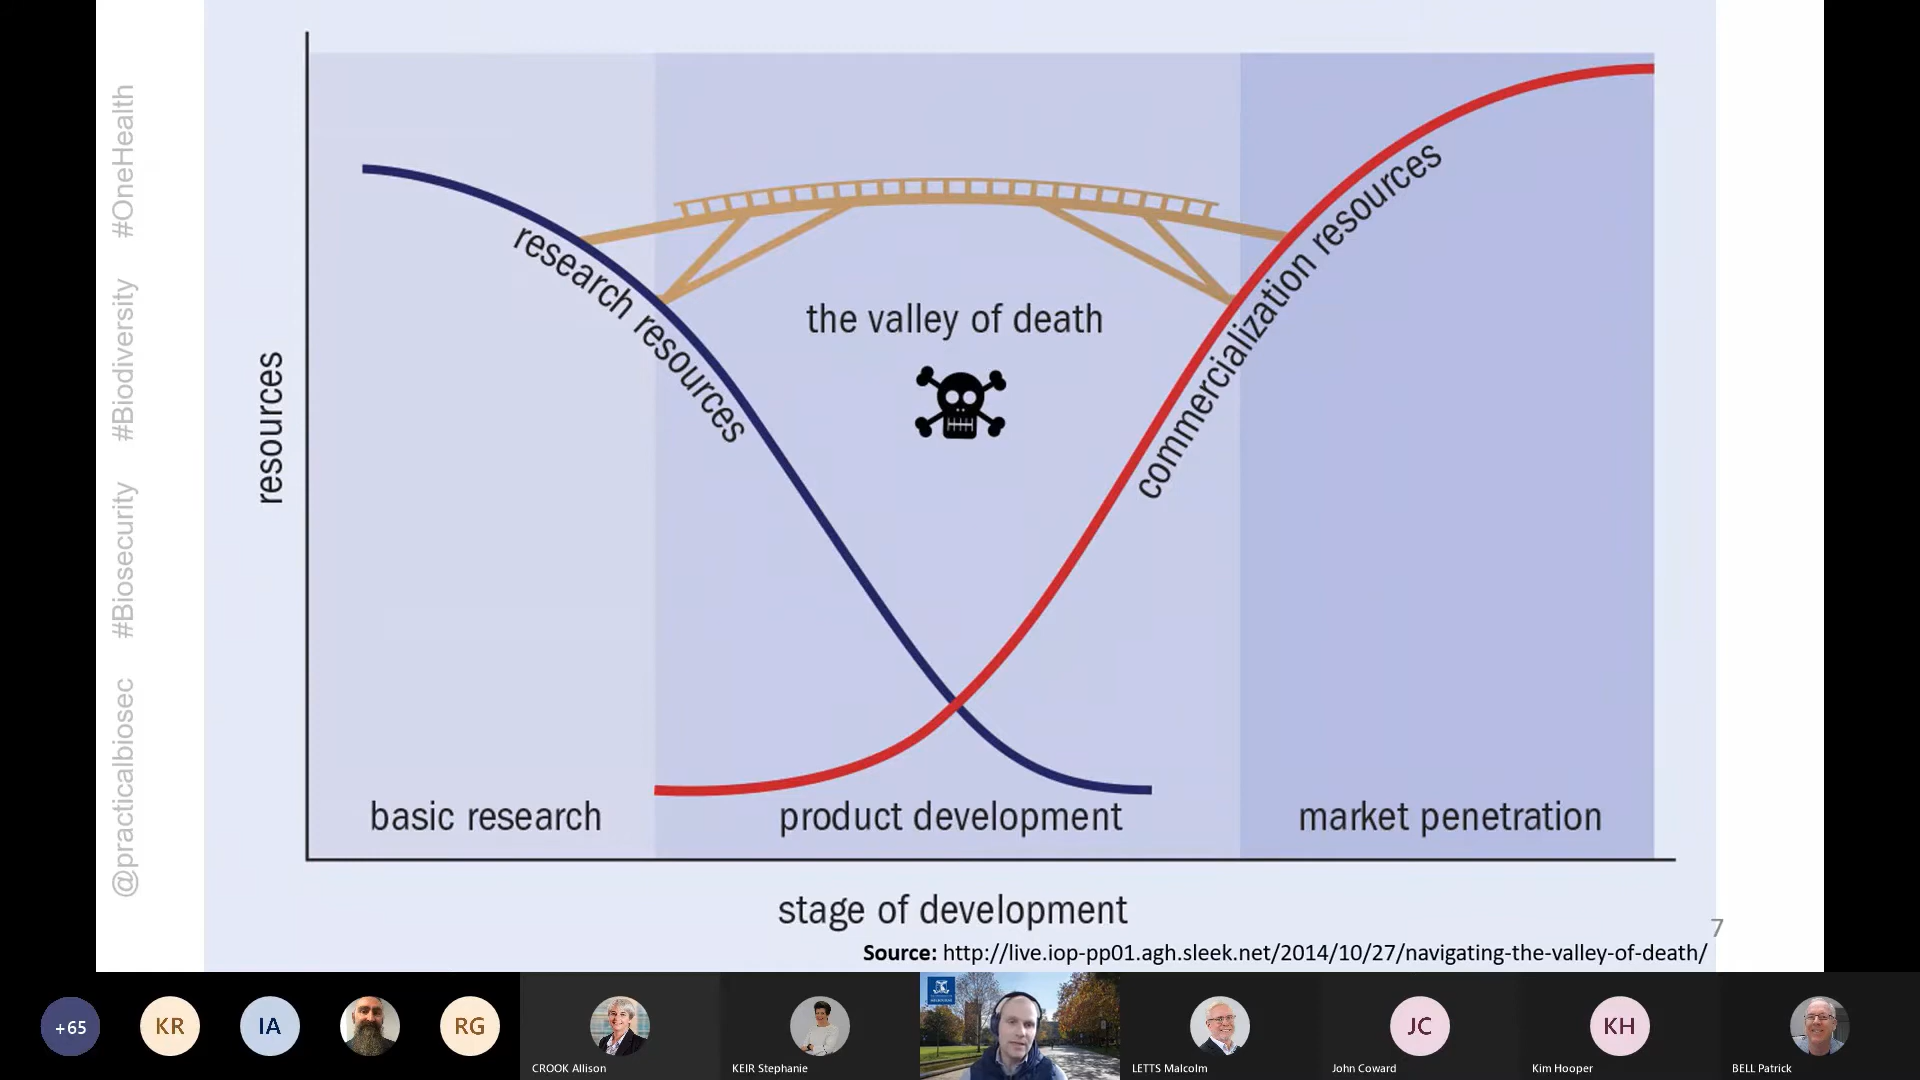 @practicalbiosec #Biosecurity #Biodiversity #OneHealth
resources
research resources
the valley of death
commercialization resources
basic research
product development
market penetration
stage of development
7
Source: http://live.iop-pp01.agh.sleek.net/2014/10/27/navigating-the-valley-of-death/
+65
KR
IA
RG
CROOK Allison
KEIR Stephanie
LETTS Malcolm
JC
John Coward
KH
Kim Hooper
BELL Patrick